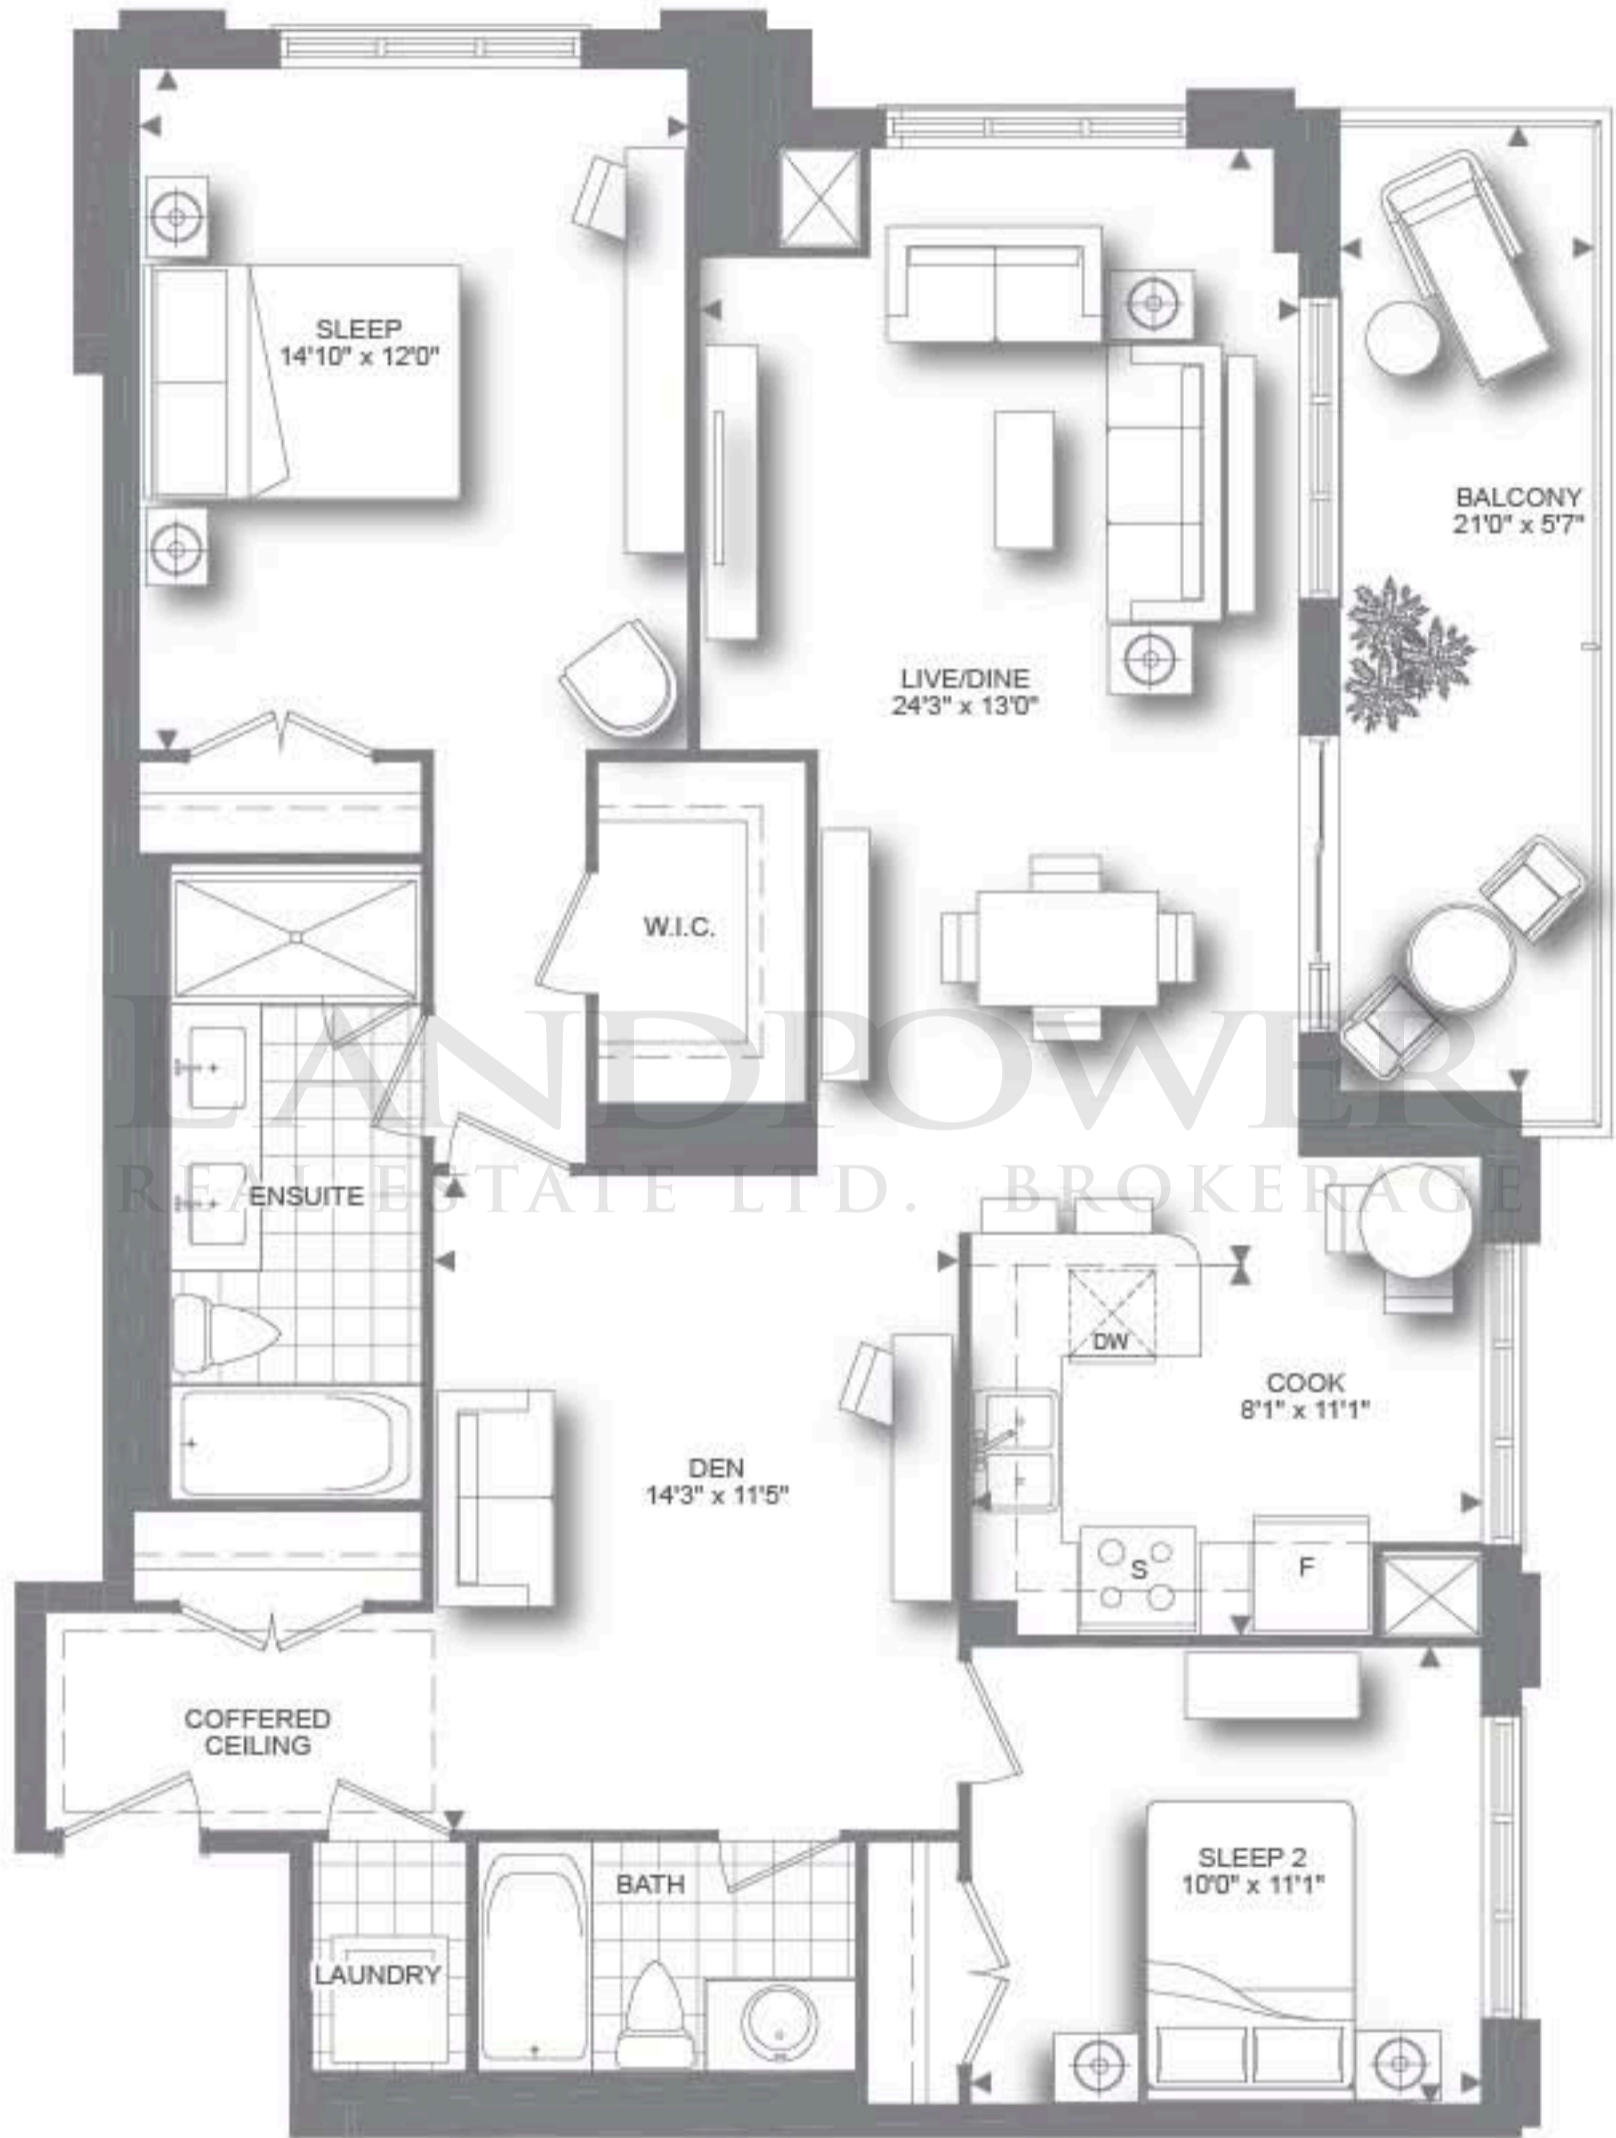 SLEEP
14'10" x 12'0"
BALCONY
21'0" x 5'7"
LIVE/DINE
24'3" x 13'0"
W.I.C.
LANDPOWER
REAL ESTATE LTD. BROKERAGE
ENSUITE
DW
COOK
8'1" x 11'1"
DEN
14'3" x 11'5"
S
F
COFFERED
CEILING
SLEEP 2
10'0" x 11'1"
BATH
LAUNDRY